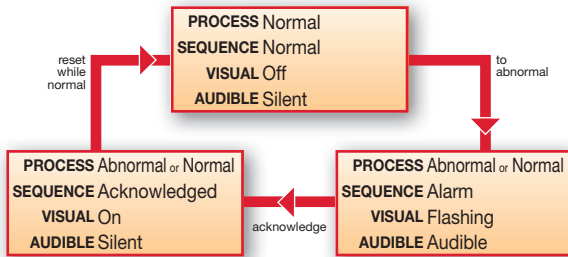 PROCESS Normal
SEQUENCE Normal
VISUAL Off
AUDIBLE Silent
reset
while
normal
to
abnormal
PROCESS Abnormal or Normal
SEQUENCE Acknowledged
VISUAL On
AUDIBLE Silent
acknowledge
PROCESS Abnormal or Normal
SEQUENCE Alarm
VISUAL Flashing
AUDIBLE Audible